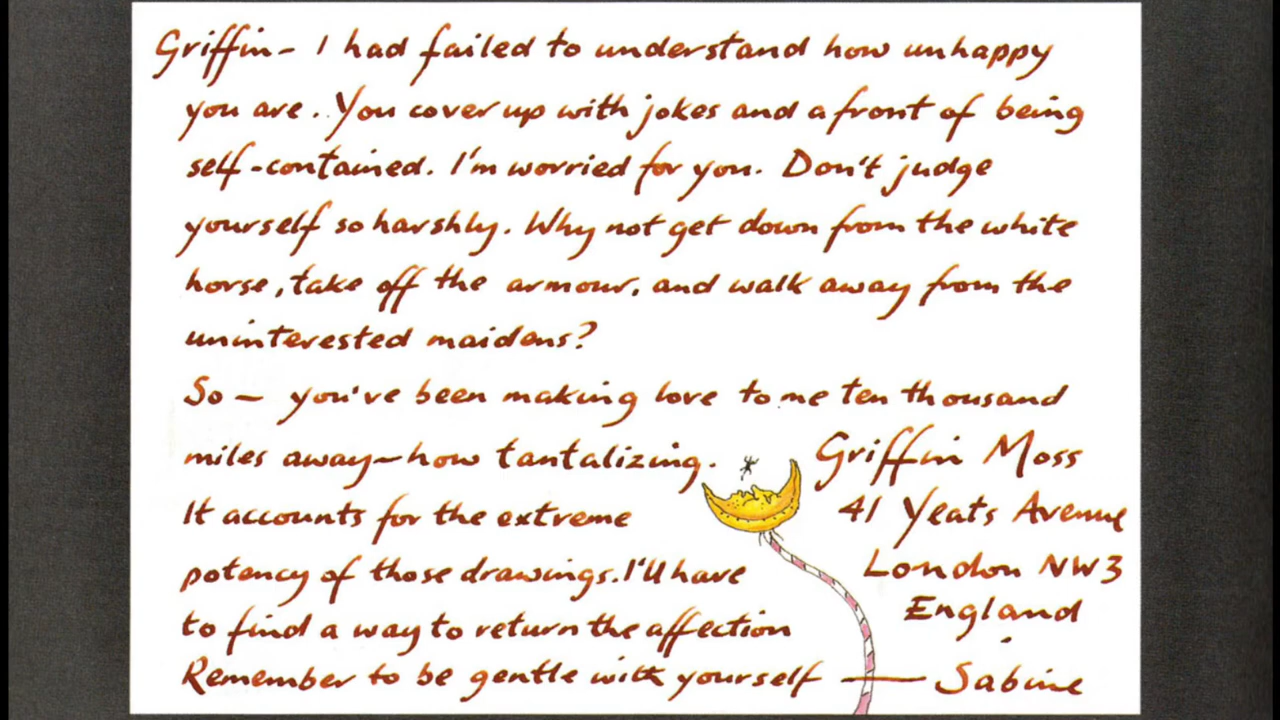 Griffin – I had failed to understand how unhappy
you are. You cover up with jokes and a front of being
self-contained. I'm worried for you. Don't judge
yourself so harshly. Why not get down from the white
horse, take off the armour, and walk away from the
uninterested maidens?
So – you've been making love to me ten thousand
miles away – how tantalizing.
It accounts for the extreme
potency of those drawings. I'll have
to find a way to return the affection
Remember to be gentle with yourself — Sabine
Griffin Moss
41 Yeats Avenue
London NW3
England